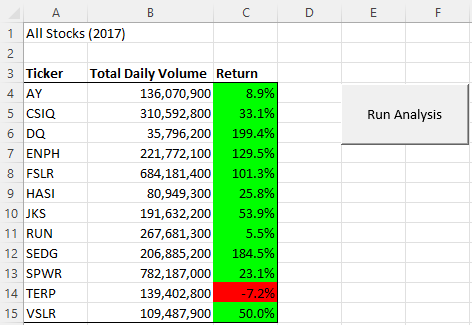 A B C D E F
1 All Stocks (2017)
2
3 Ticker Total Daily Volume Return
4 AY 136,070,900 8.9%
5 CSIQ 310,592,800 33.1%
6 DQ 35,796,200 199.4%
7 ENPH 221,772,100 129.5%
8 FSLR 684,181,400 101.3%
9 HASI 80,949,300 25.8%
10 JKS 191,632,200 53.9%
11 RUN 267,681,300 5.5%
12 SEDG 206,885,200 184.5%
13 SPWR 782,187,000 23.1%
14 TERP 139,402,800 -7.2%
15 VSLR 109,487,900 50.0%
Run Analysis